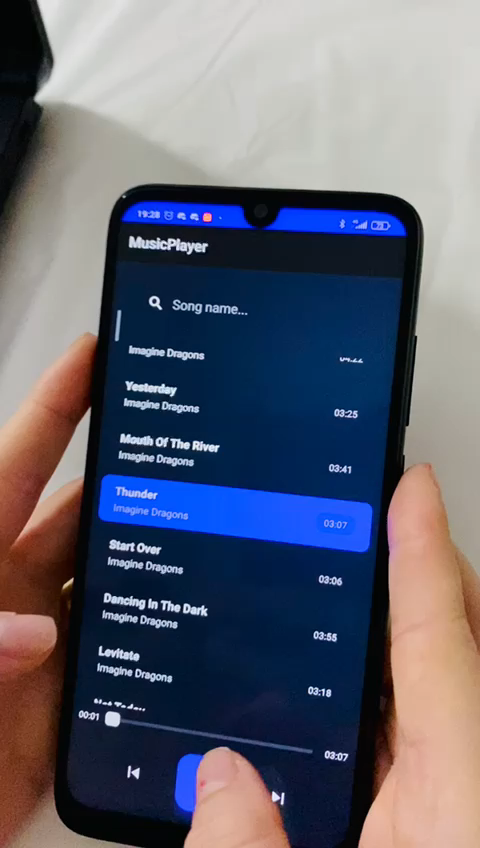 19:28
MusicPlayer
Song name...
Imagine Dragons
Yesterday
Imagine Dragons
03:25
Mouth Of The River
Imagine Dragons
03:41
Thunder
Imagine Dragons
03:07
Start Over
Imagine Dragons
03:06
Dancing In The Dark
Imagine Dragons
03:55
Levitate
Imagine Dragons
03:18
00:01
03:07